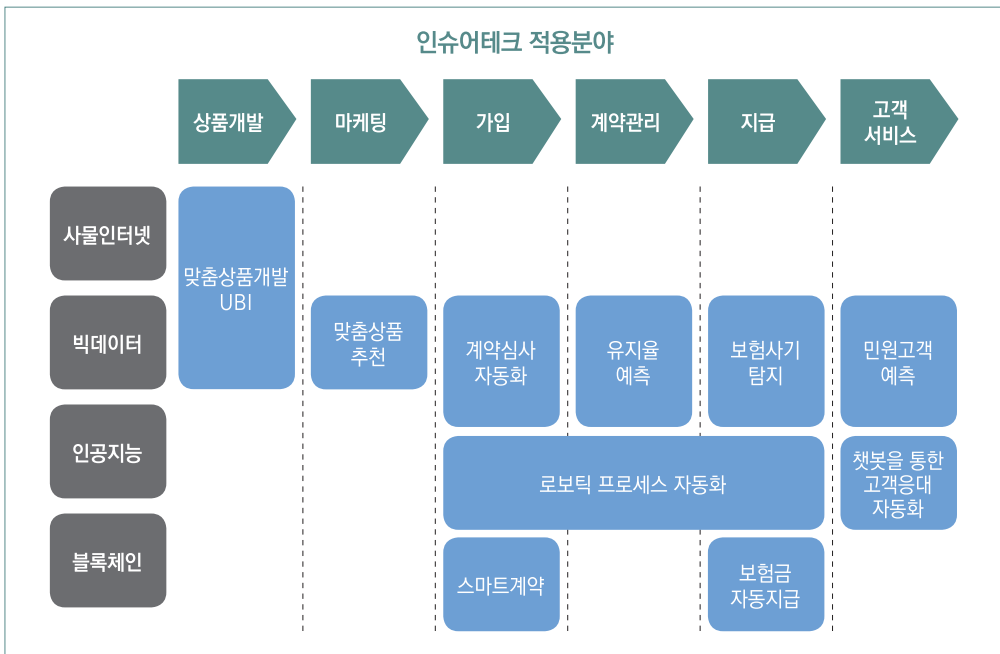 인슈어테크 적용분야
상품개발
마케팅
가입
계약관리
지급
고객
서비스
사물인터넷
빅데이터
인공지능
블록체인
맞춤상품개발
UBI
맞춤상품
추천
계약심사
자동화
유지율
예측
보험사기
탐지
민원고객
예측
로보틱 프로세스 자동화
챗봇을 통한
고객응대
자동화
스마트계약
보험금
자동지급